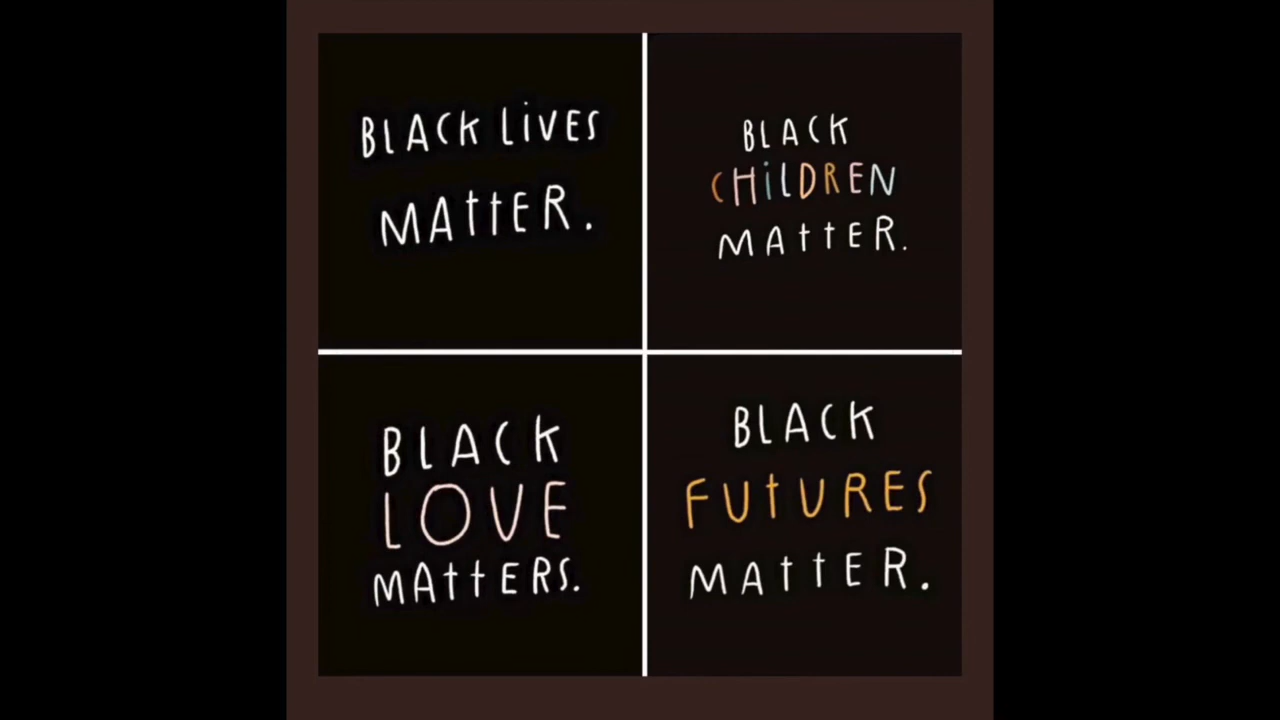 BLACK LiVES
MAttER.
BLACK
CHiLDREN
MAttER.
BLACK
LOVE
MAttERS.
BLACK
FUtURES
MAttER.